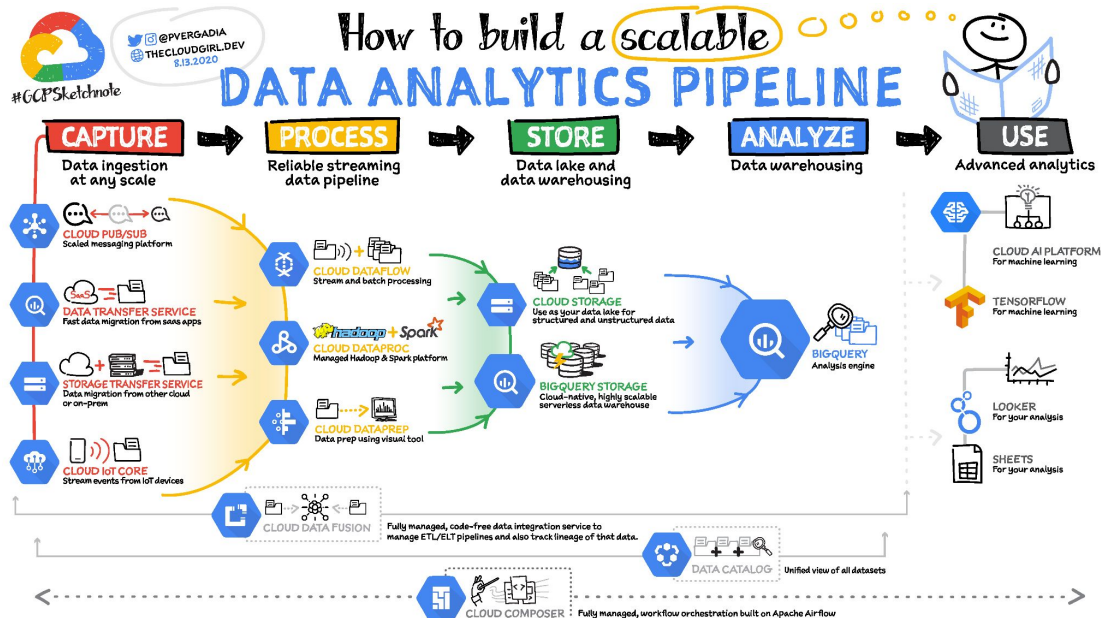 #GCPSketchnote
@PVERGADIA
THECLOUDGIRL.DEV
8.13.2020
How to build a scalable
DATA ANALYTICS PIPELINE
CAPTURE
Data ingestion
at any scale
PROCESS
Reliable streaming
data pipeline
STORE
Data lake and
data warehousing
ANALYZE
Data warehousing
USE
Advanced analytics
CLOUD PUB/SUB
Scaled messaging platform
SaaS
DATA TRANSFER SERVICE
Fast data migration from saas apps
+
STORAGE TRANSFER SERVICE
Data migration from other cloud
or on-prem
CLOUD IoT CORE
Stream events from IoT devices
+
CLOUD DATAFLOW
Stream and batch processing
hadoop + Spark
CLOUD DATAPROC
Managed Hadoop & Spark platform
CLOUD DATAPREP
Data prep using visual tool
CLOUD STORAGE
Use as your data lake for
structured and unstructured data
BIGQUERY STORAGE
Cloud-native, highly scalable
serverless data warehouse
BIGQUERY
Analysis engine
CLOUD AI PLATFORM
For machine learning
TENSORFLOW
For machine learning
LOOKER
For your analysis
SHEETS
For your analysis
CLOUD DATA FUSION
Fully managed, code-free data integration service to
manage ETL/ELT pipelines and also track lineage of that data.
+ +
DATA CATALOG
Unified view of all datasets
CLOUD COMPOSER
Fully managed, workflow orchestration built on Apache Airflow